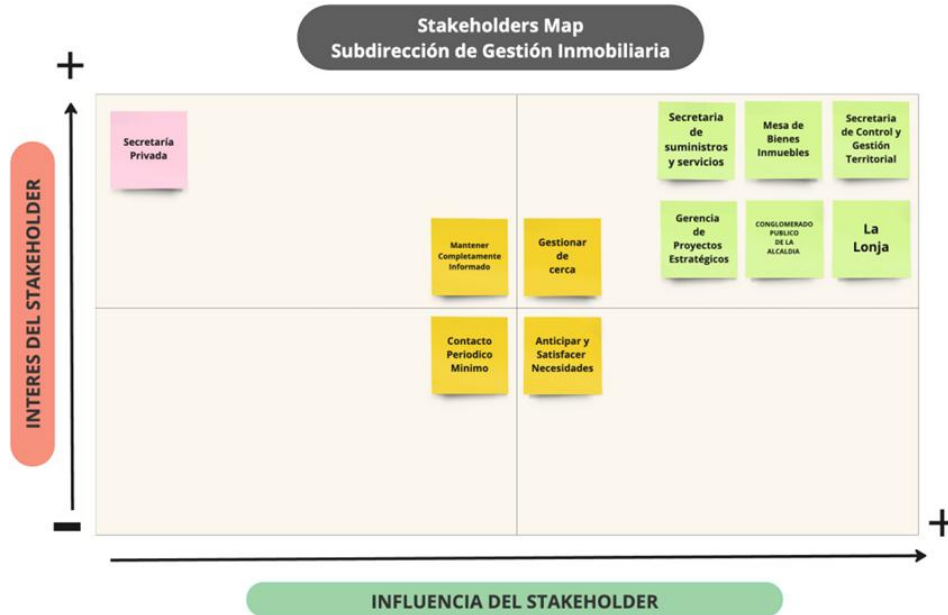 Stakeholders Map
Subdirección de Gestión Inmobiliaria
+
INTERES DEL STAKEHOLDER
Secretaría
Privada
Secretaria
de
suministros
y servicios
Mesa de
Bienes
Inmuebles
Secretaria
de Control y
Gestión
Territorial
Gerencia
de
Proyectos
Estratégicos
CONGLOMERADO
PUBLICO
DE LA
ALCALDIA
La
Lonja
Mantener
Completamente
Informado
Gestionar
de
cerca
Contacto
Periodico
Minimo
Anticipar y
Satisfacer
Necesidades
-
+
INFLUENCIA DEL STAKEHOLDER